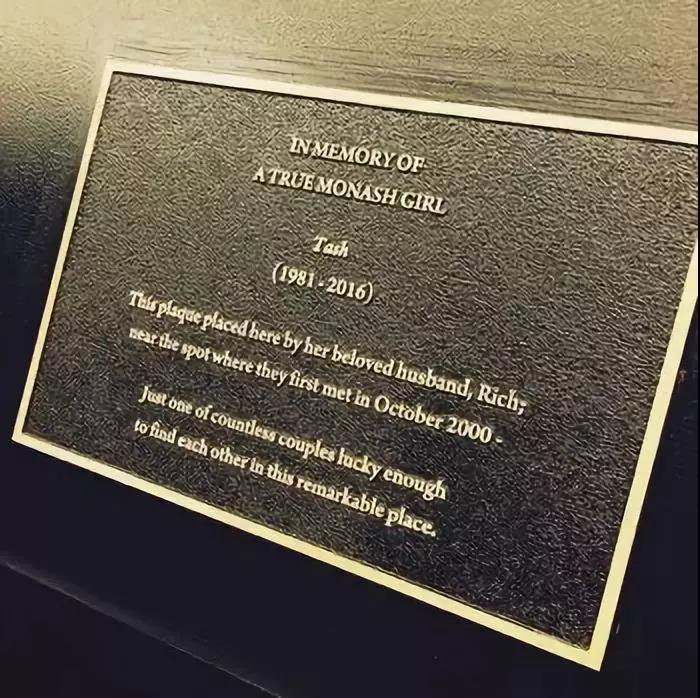 IN MEMORY OF
A TRUE MONASH GIRL
Tash
(1981 - 2016)
This plaque placed here by her beloved husband, Rich;
near the spot where they first met in October 2000 -
Just one of countless couples lucky enough
to find each other in this remarkable place.